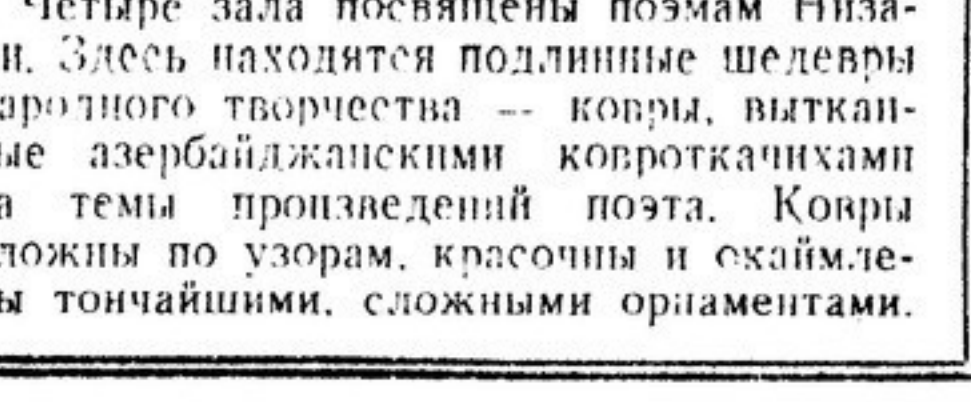 Четыре зала посвящены поэмам Низа-
и. Здесь находятся подлинные шедевры
ародного творчества — ковры, выткан-
ые азербайджанскими ковроткачихами
а темы произведений поэта. Ковры
ложны по узорам, красочны и окаймле-
ы тончайшими, сложными орнаментами.